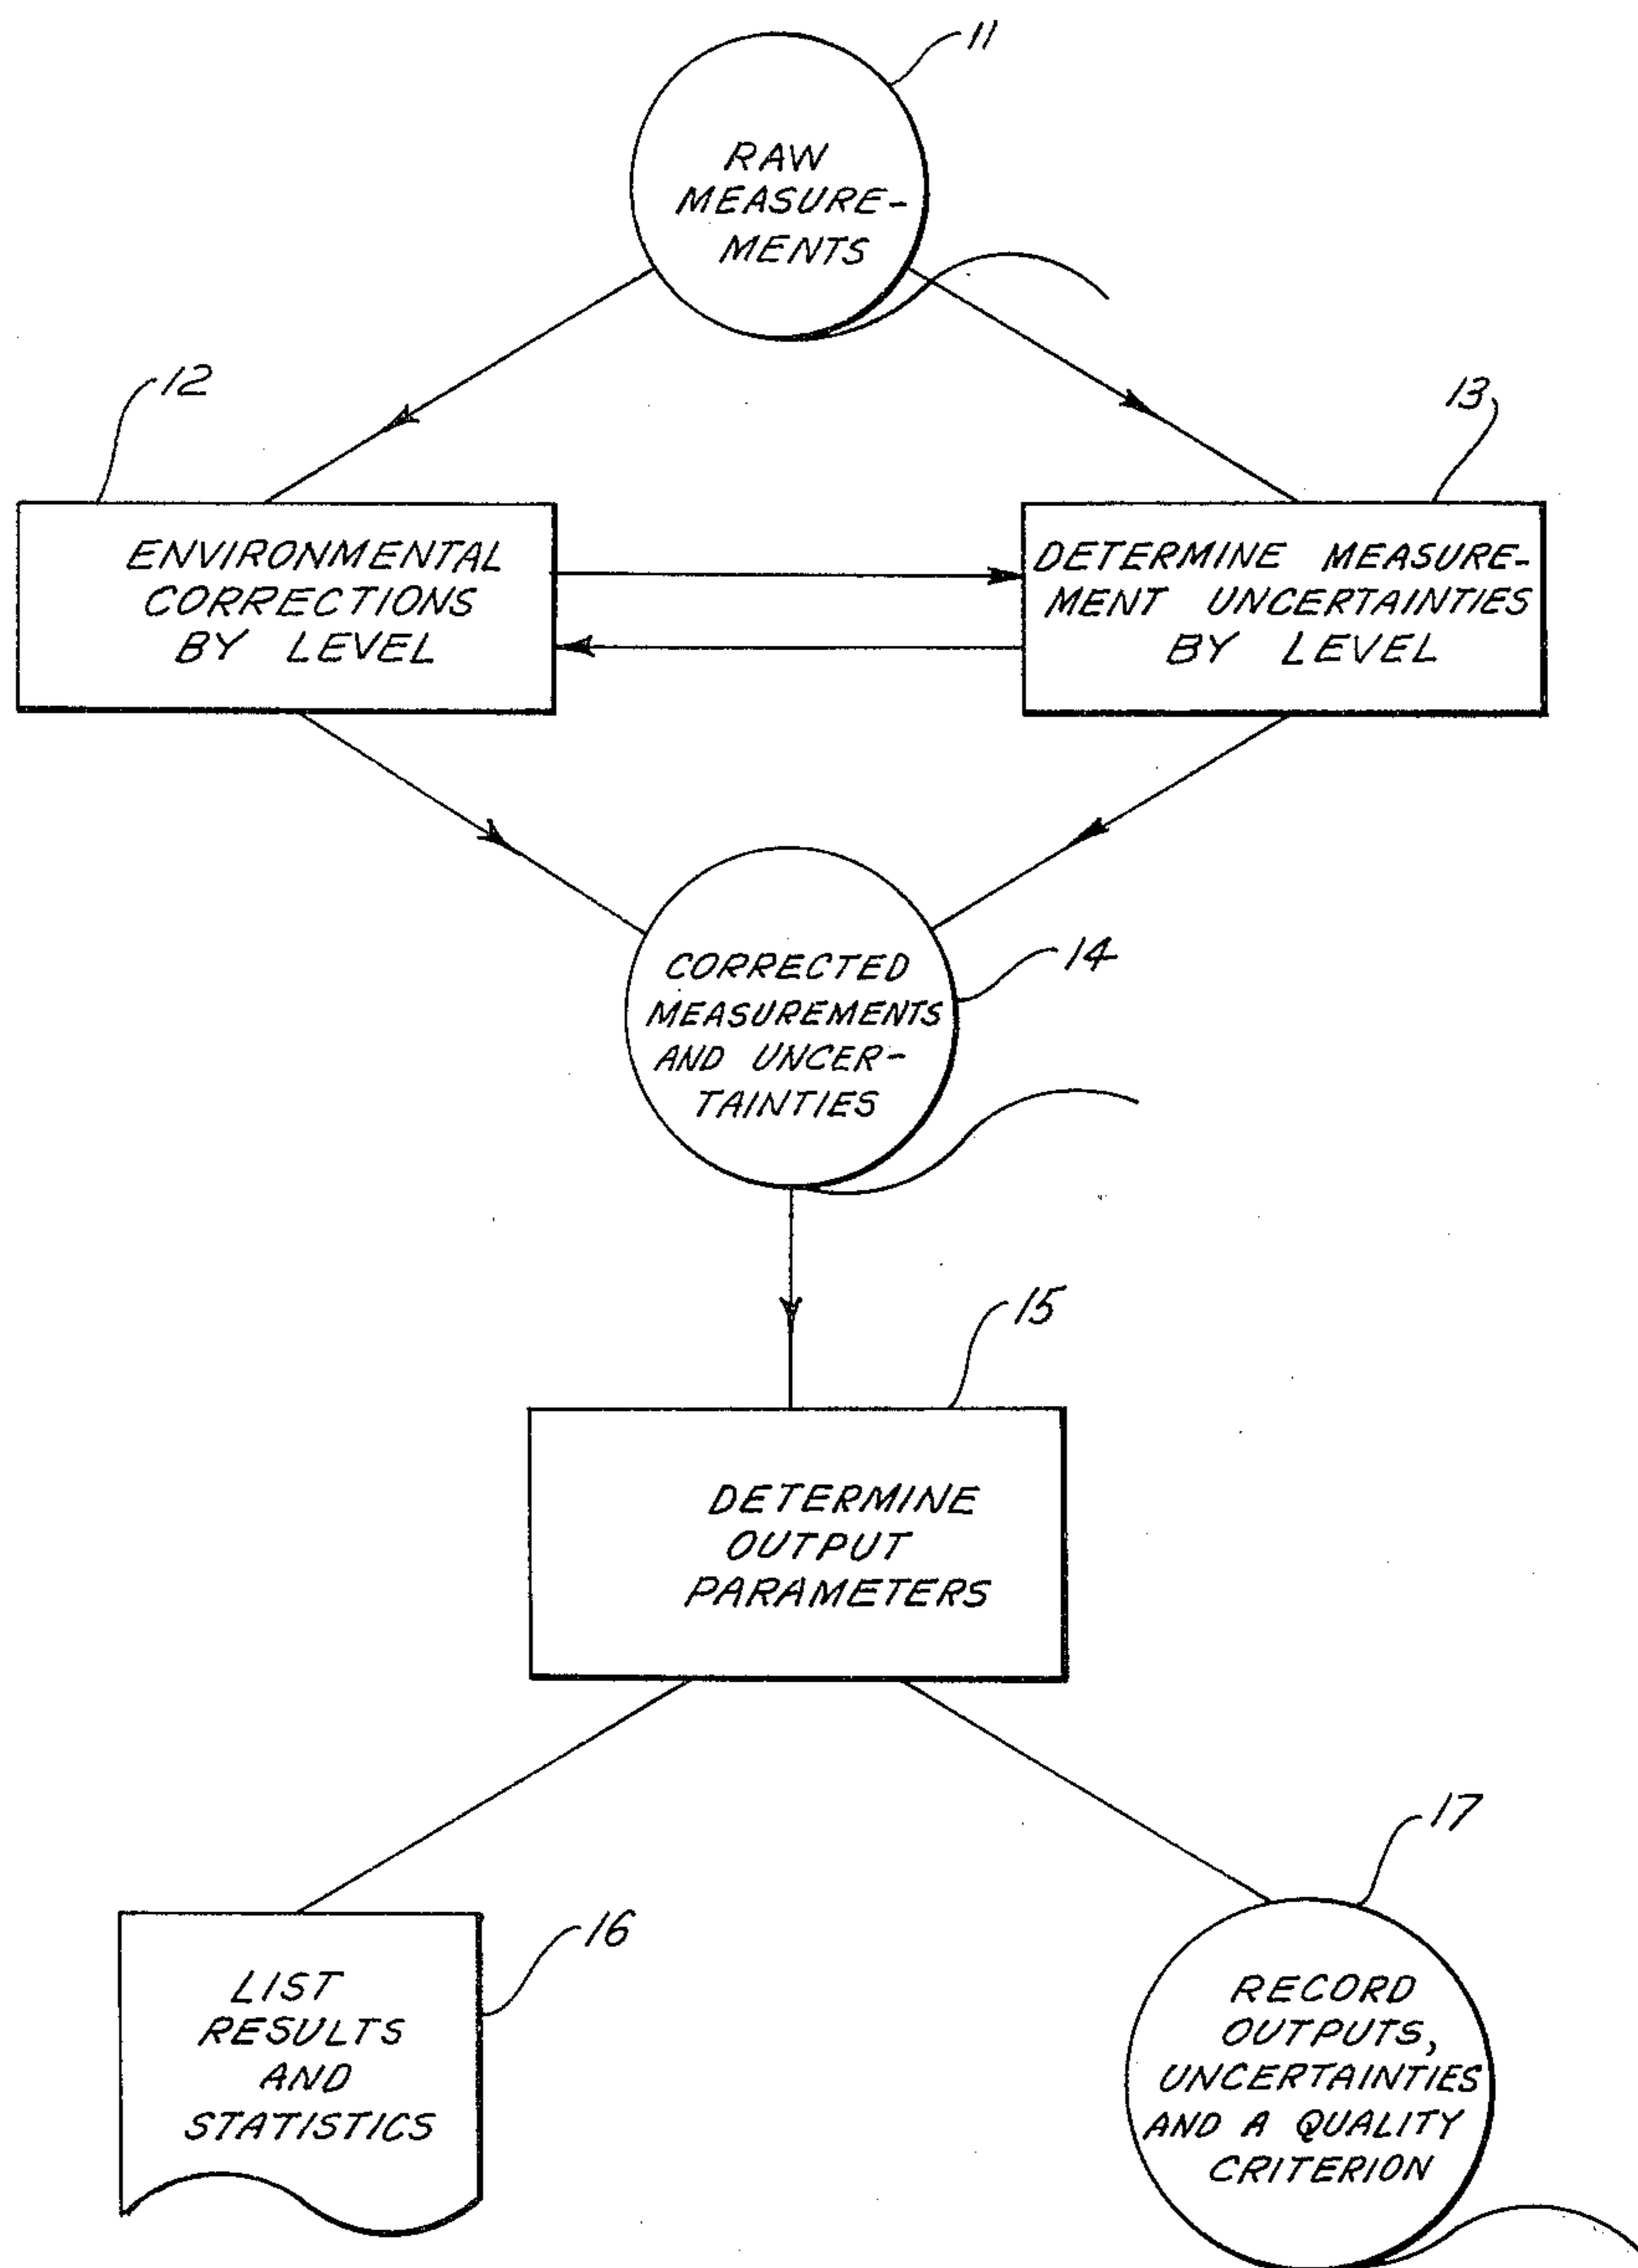 11
RAW
MEASURE-
MENTS
12
13
ENVIRONMENTAL
CORRECTIONS
BY LEVEL
DETERMINE MEASURE-
MENT UNCERTAINTIES
BY LEVEL
14
CORRECTED
MEASUREMENTS
AND UNCER-
TAINTIES
15
DETERMINE
OUTPUT
PARAMETERS
16
17
LIST
RESULTS
AND
STATISTICS
RECORD
OUTPUTS,
UNCERTAINTIES
AND A QUALITY
CRITERION